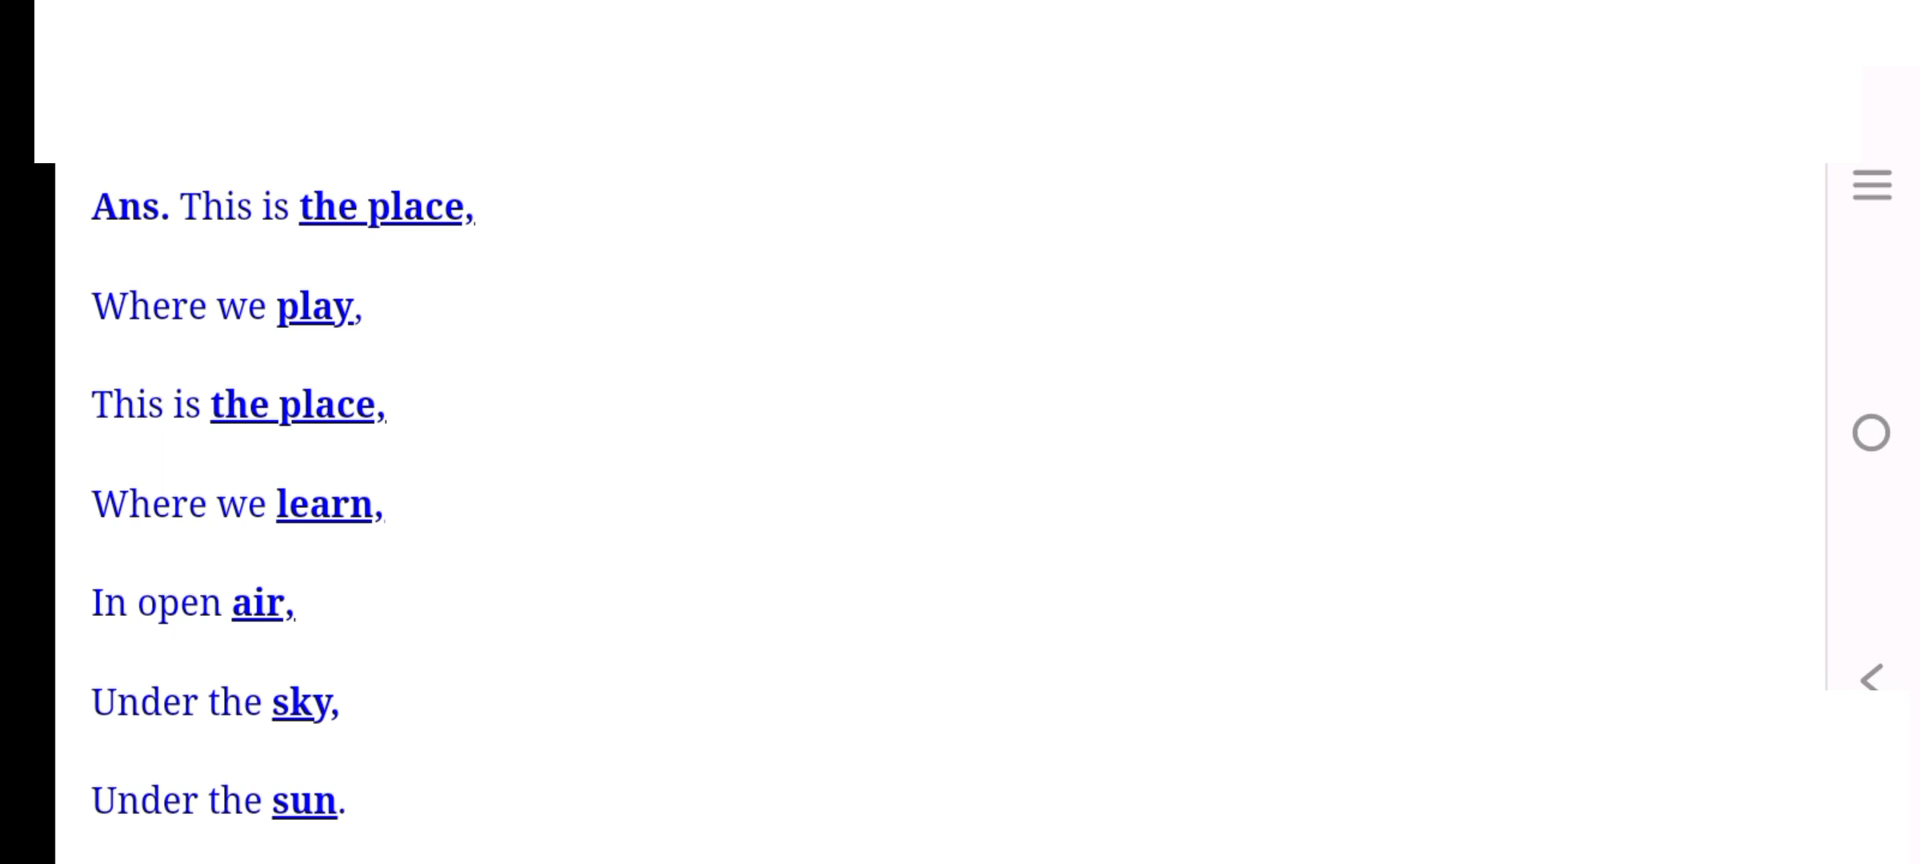 Ans. This is the place,
Where we play,
This is the place,
Where we learn,
In open air,
Under the sky,
Under the sun.